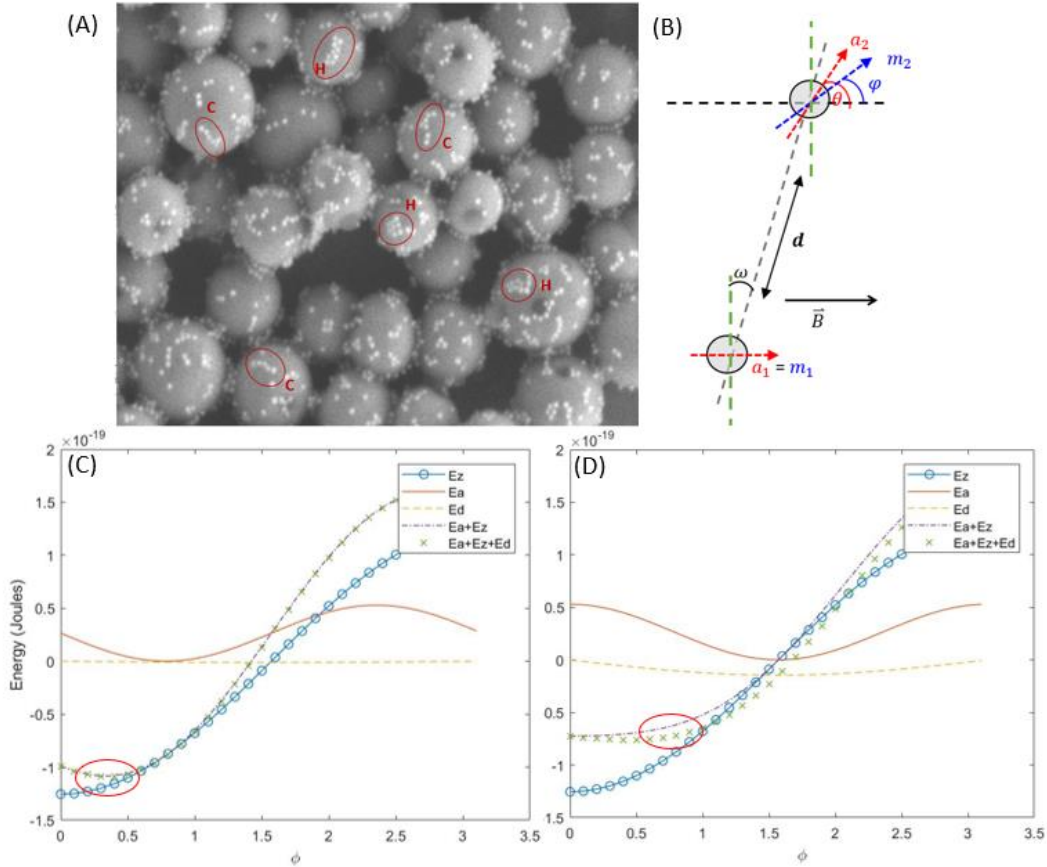 (A)
H
C
C
H
H
C
(B)
a₂
m₂
φ
θ
d
ω
B⃗
a₁ = m₁
(C)
×10⁻¹⁹
2
1.5
1
0.5
0
-0.5
-1
-1.5
Energy (Joules)
0
0.5
1
1.5
2
2.5
3
3.5
ϕ
Ez
Ea
Ed
Ea+Ez
Ea+Ez+Ed
(D)
×10⁻¹⁹
2
1.5
1
0.5
0
-0.5
-1
1.5
0
0.5
1
1.5
2
2.5
3
3.5
ϕ
Ez
Ea
Ed
Ea+Ez
Ea+Ez+Ed